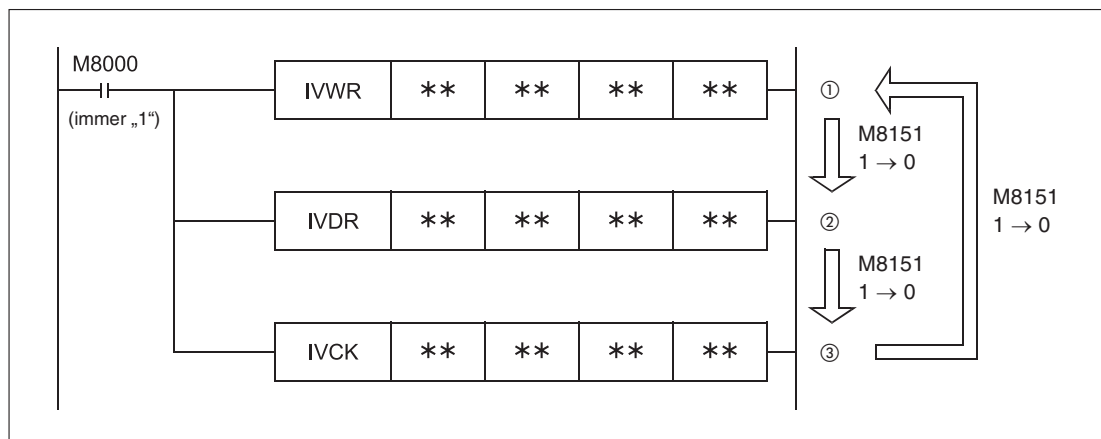 M8000
(immer „1“)
IVWR ** ** ** **
①
M8151
1 → 0
IVDR ** ** ** **
②
M8151
1 → 0
M8151
1 → 0
IVCK ** ** ** **
③